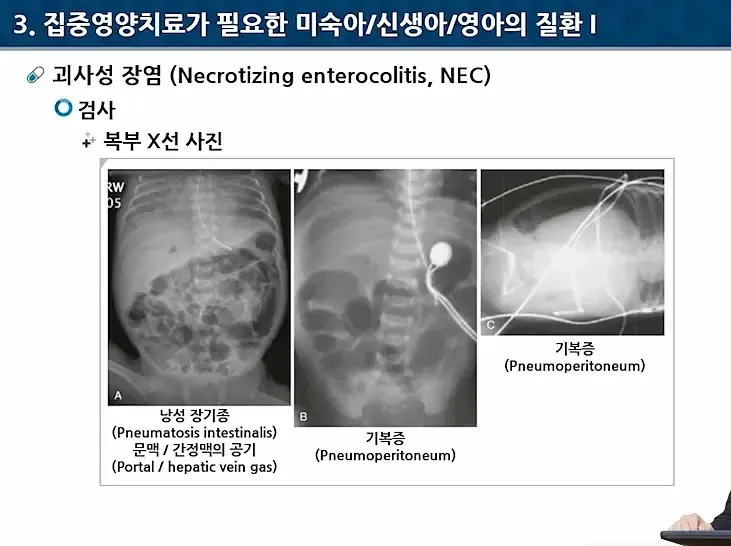 3. 집중영양치료가 필요한 미숙아/신생아/영아의 질환 I
괴사성 장염 (Necrotizing enterocolitis, NEC)
검사
복부 X선 사진
RW
05
A
B
C
낭성 장기종
(Pneumatosis intestinalis)
문맥 / 간정맥의 공기
(Portal / hepatic vein gas)
기복증
(Pneumoperitoneum)
기복증
(Pneumoperitoneum)